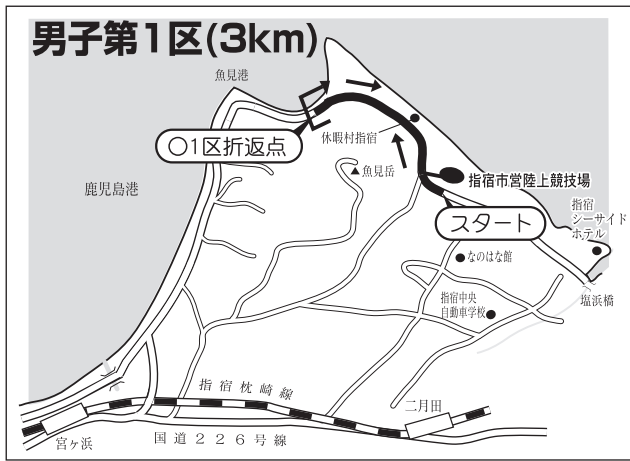 男子第1区(3km)
魚見港
○1区折返点
休暇村指宿
魚見岳
鹿児島港
指宿市営陸上競技場
スタート
指宿
シーサイド
ホテル
なのはな館
指宿中央
自動車学校
塩浜橋
指宿枕崎線
二月田
宮ヶ浜
国道226号線